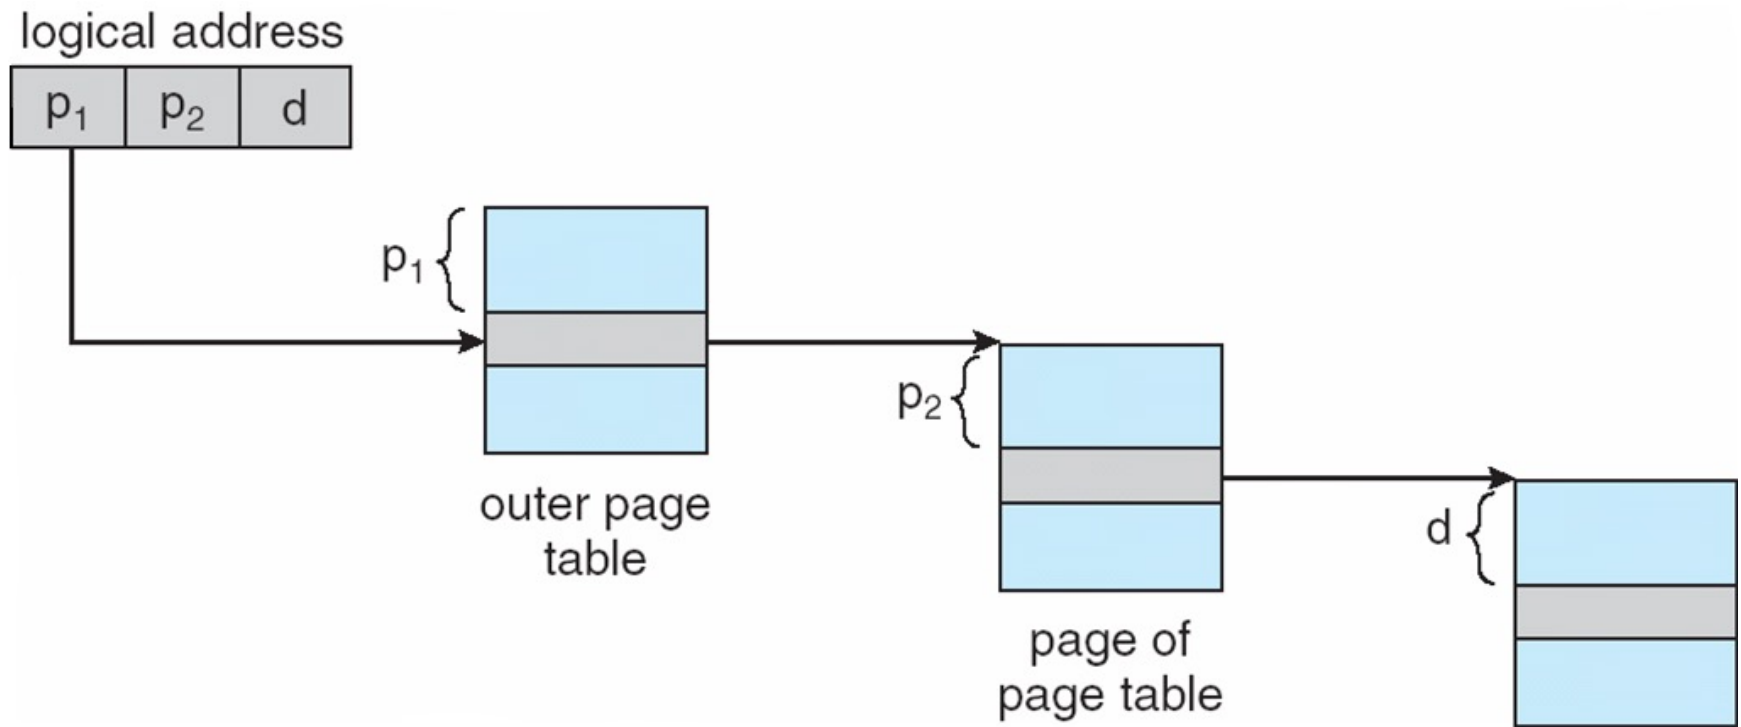 logical address
p₁ p₂ d
p₁
outer page
table
p₂
page of
page table
d